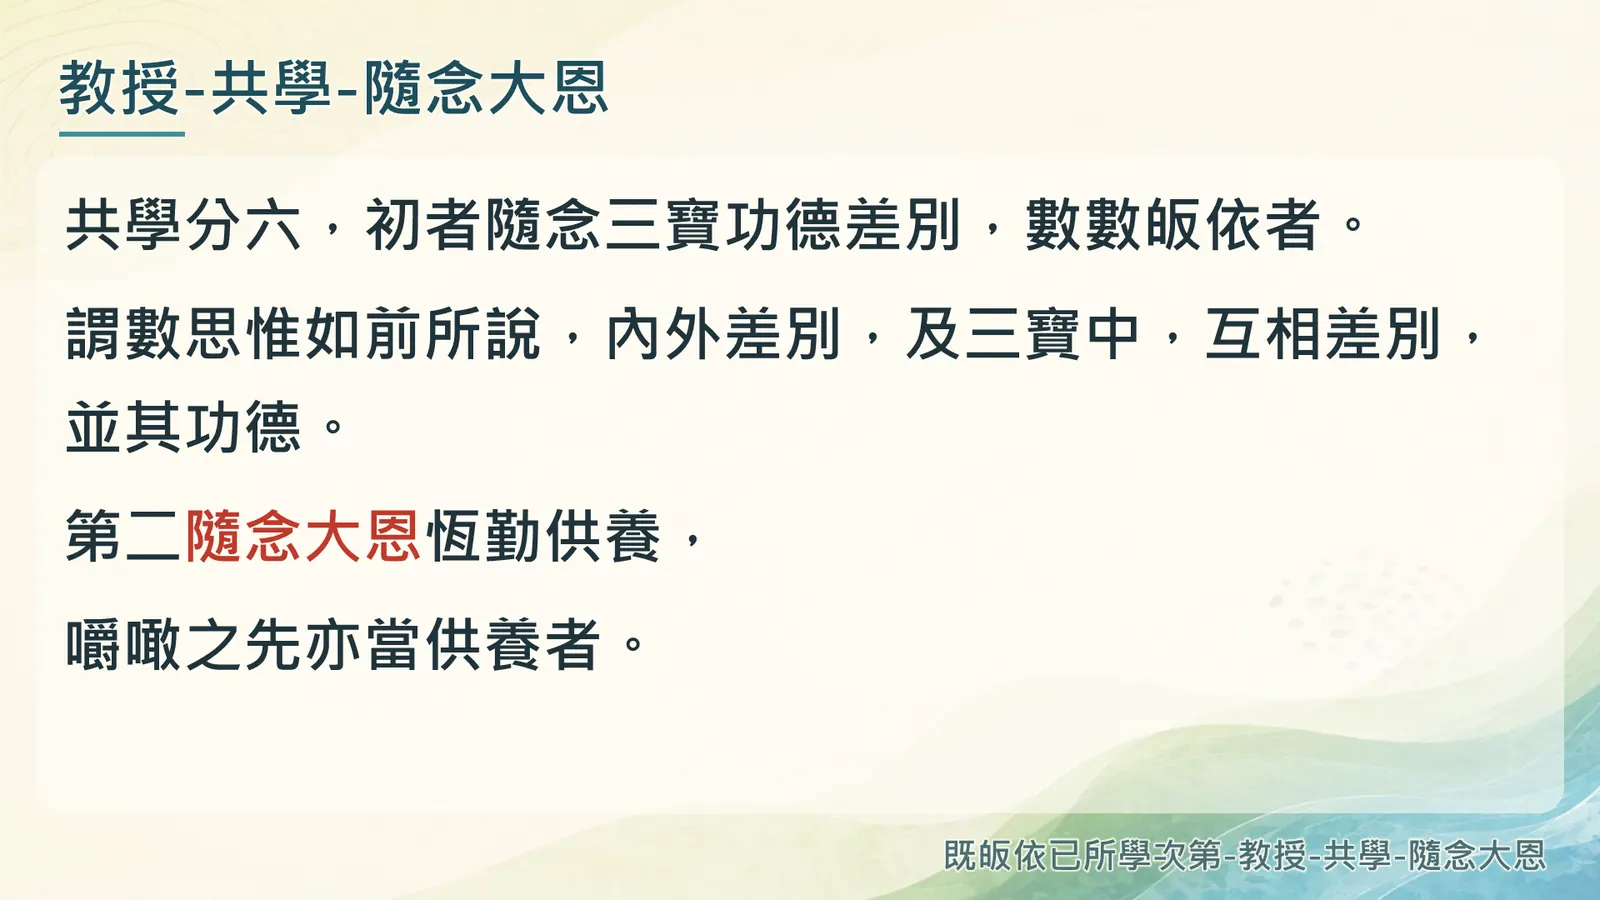 教授-共學-隨念大恩
共學分六，初者隨念三寶功德差別，數數皈依者。
謂數思惟如前所說，內外差別，及三寶中，互相差別，
並其功德。
第二隨念大恩恆勤供養，
嚼噉之先亦當供養者。
既皈依已所學次第-教授-共學-隨念大恩